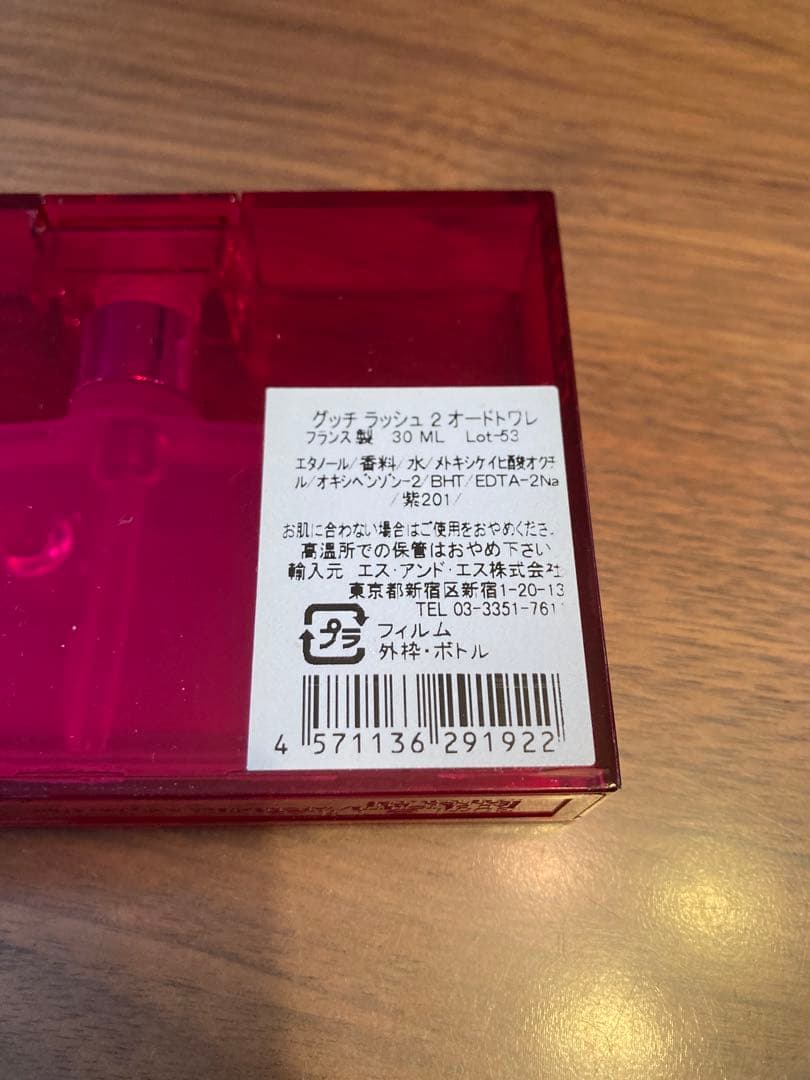 グッチ ラッシュ 2 オードトワレ
フランス製 30 ML Lot-53
エタノール/香料/水/メトキシケイヒ酸オクチ
ル/オキシベンゾン-2/BHT/EDTA-2Na
/紫201/
お肌に合わない場合はご使用をおやめくださ
高温所での保管はおやめ下さい
輸入元 エス・アンド・エス株式会社
東京都新宿区新宿1-20-13
TEL 03-3351-7611
プラ
フィルム
外枠・ボトル
4 571136 291922